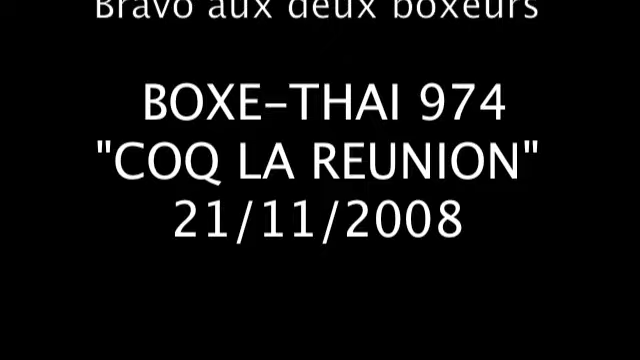 Bravo aux deux boxeurs
BOXE-THAI 974
"COQ LA REUNION"
21/11/2008